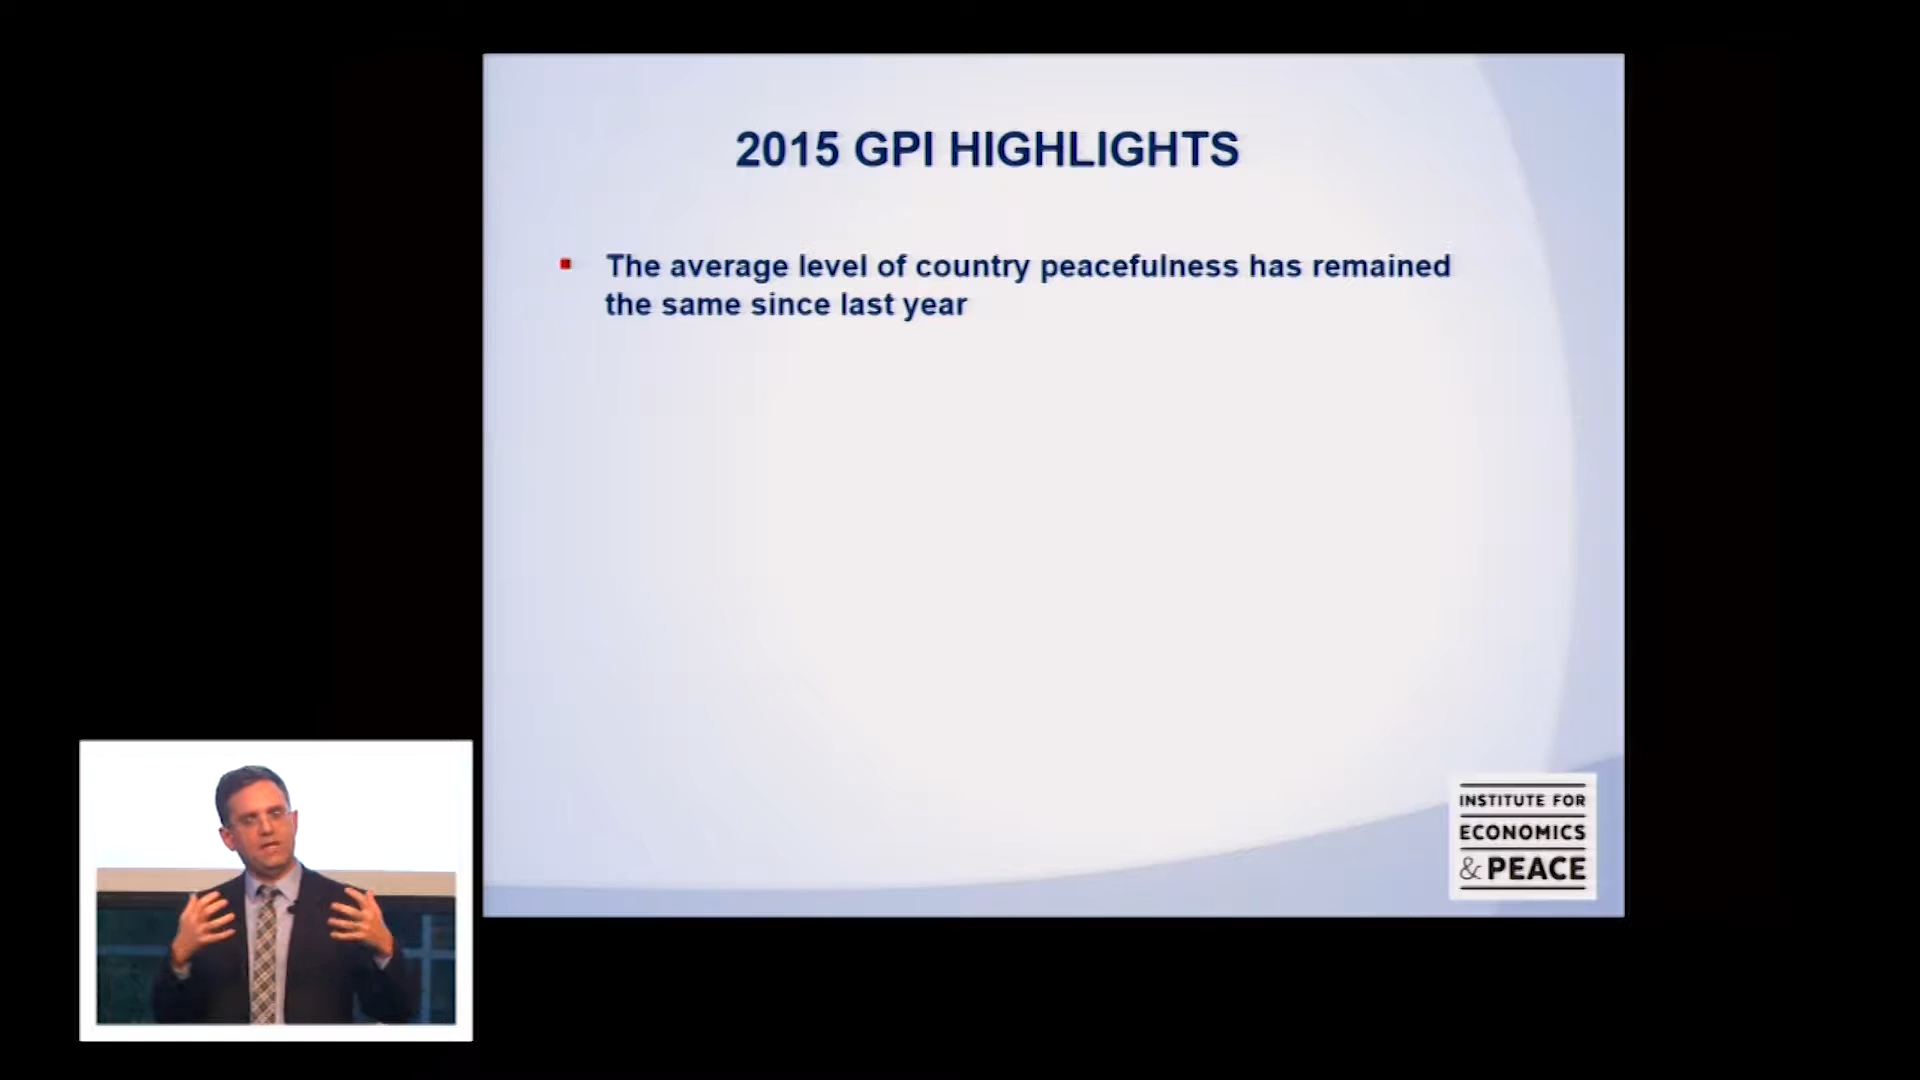 2015 GPI HIGHLIGHTS
The average level of country peacefulness has remained
the same since last year
INSTITUTE FOR
ECONOMICS
& PEACE